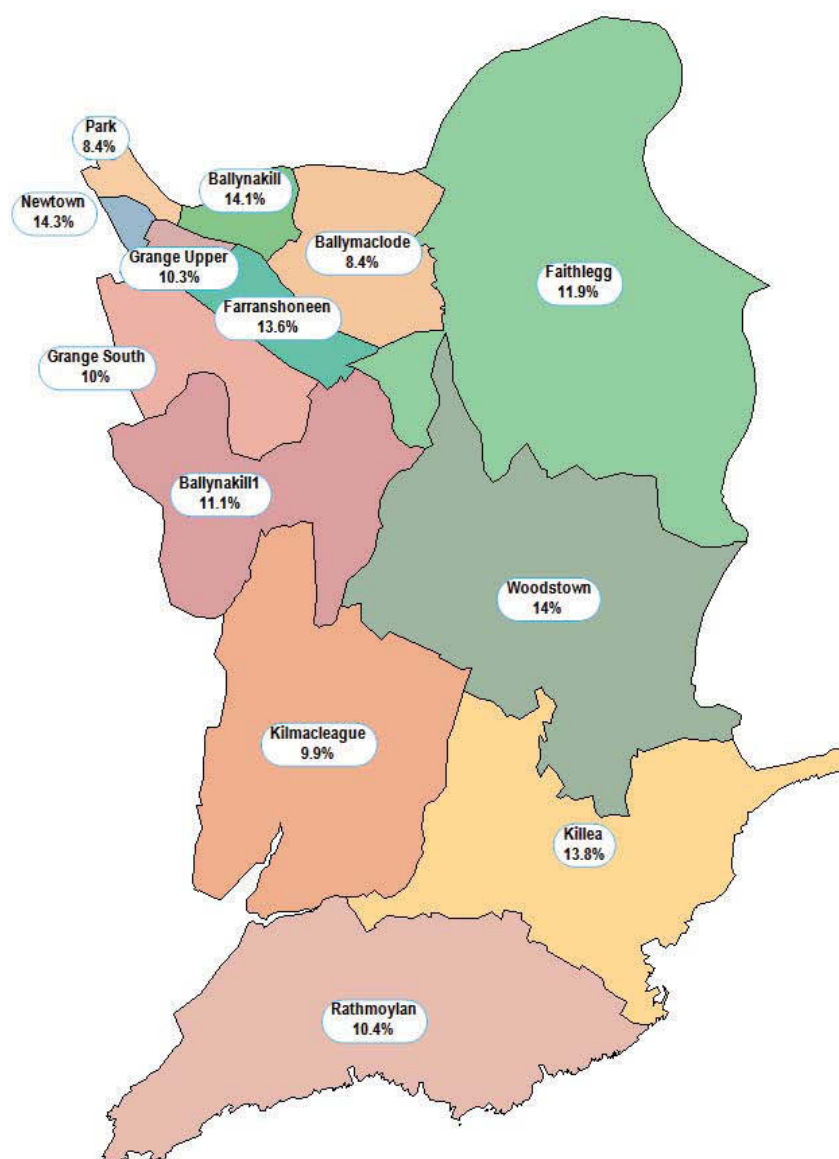 Park
8.4%
Ballynakill
14.1%
Newtown
14.3%
Ballymaclode
8.4%
Grange Upper
10.3%
Faithlegg
11.9%
Farranshoneen
13.6%
Grange South
10%
Ballynakill1
11.1%
Woodstown
14%
Kilmacleague
9.9%
Killea
13.8%
Rathmoylan
10.4%